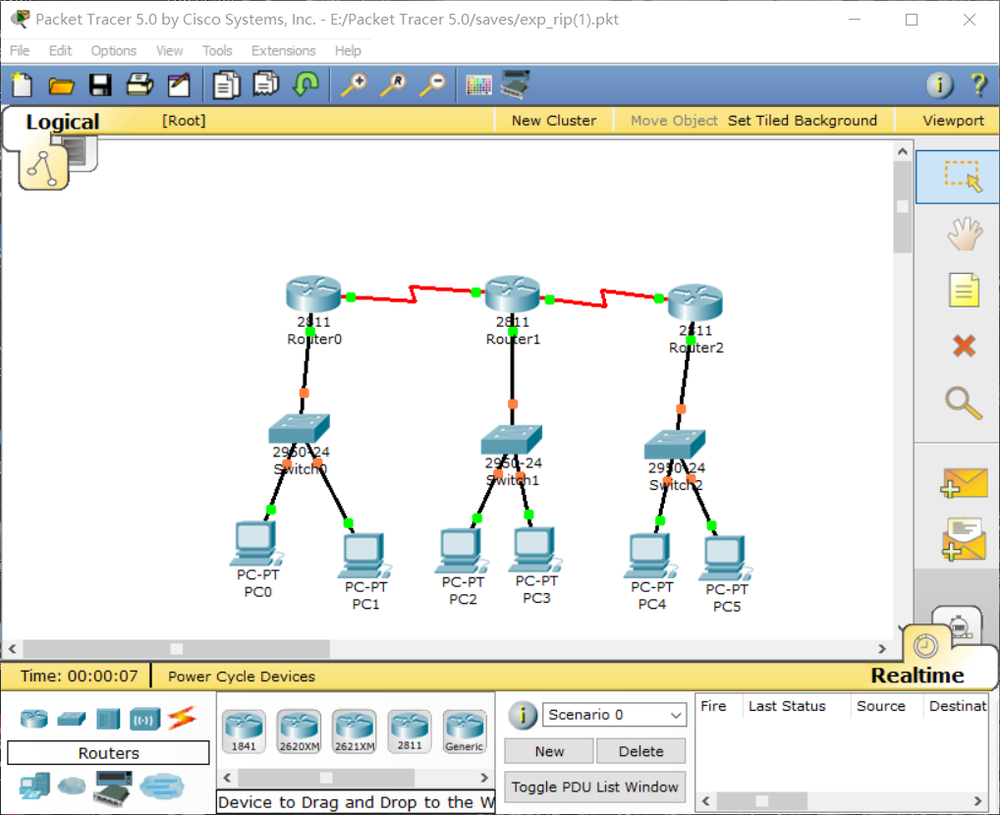 Packet Tracer 5.0 by Cisco Systems, Inc. - E:/Packet Tracer 5.0/saves/exp_rip(1).pkt
File Edit Options View Tools Extensions Help
Logical [Root] New Cluster Move Object Set Tiled Background Viewport
2811
Router0
2811
Router1
2811
Router2
2950-24
Switch0
2950-24
Switch1
2950-24
Switch2
PC-PT
PC0
PC-PT
PC1
PC-PT
PC2
PC-PT
PC3
PC-PT
PC4
PC-PT
PC5
Time: 00:00:07 Power Cycle Devices Realtime
Routers
1841 2620XM 2621XM 2811 Generic
Device to Drag and Drop to the W
Scenario 0
New Delete
Toggle PDU List Window
Fire Last Status Source Destinat